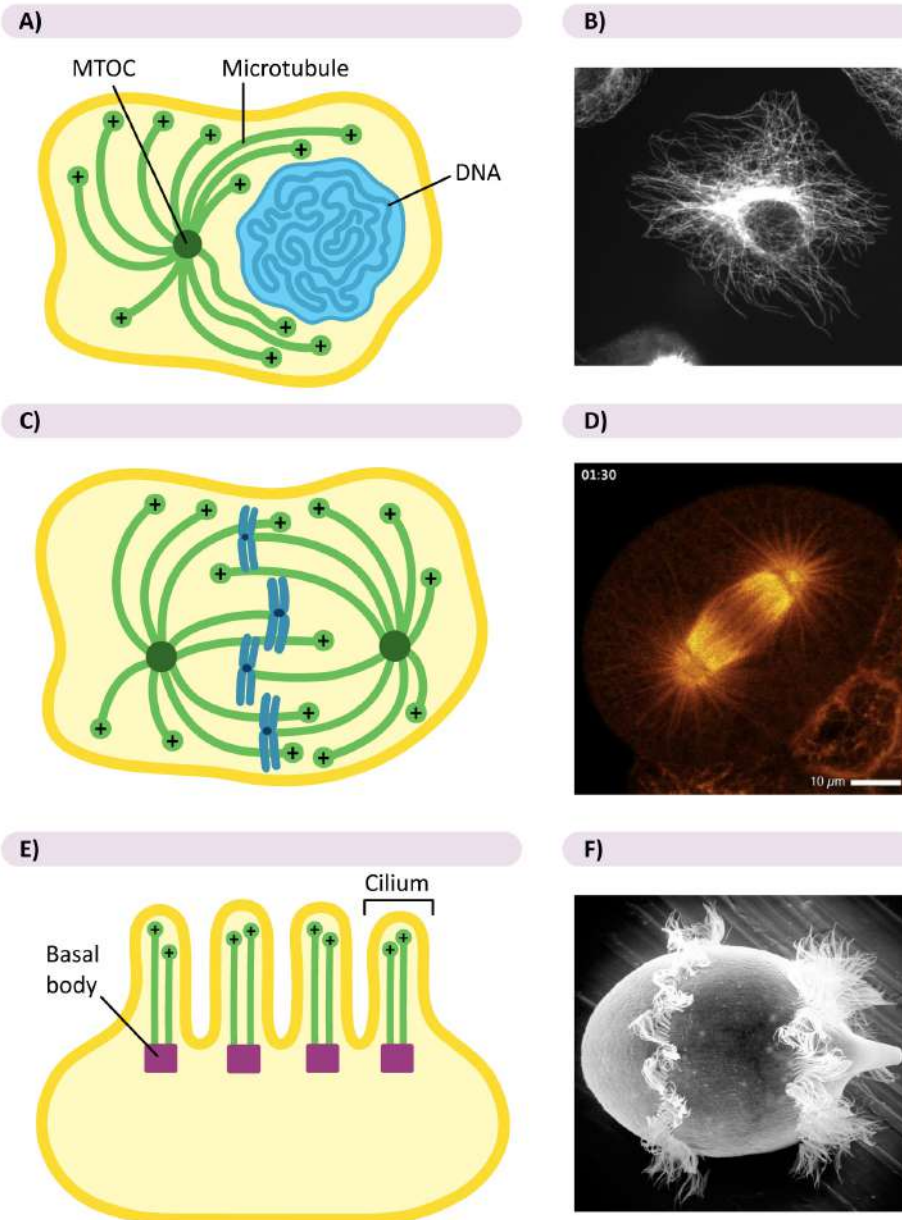 A)
B)
MTOC
Microtubule
+ + + + + + + + + + +
DNA
C)
D)
01:30
+ + + + + + + + + + + + + +
10 µm
E)
F)
Cilium
Basal
body
+ + + + + + + +